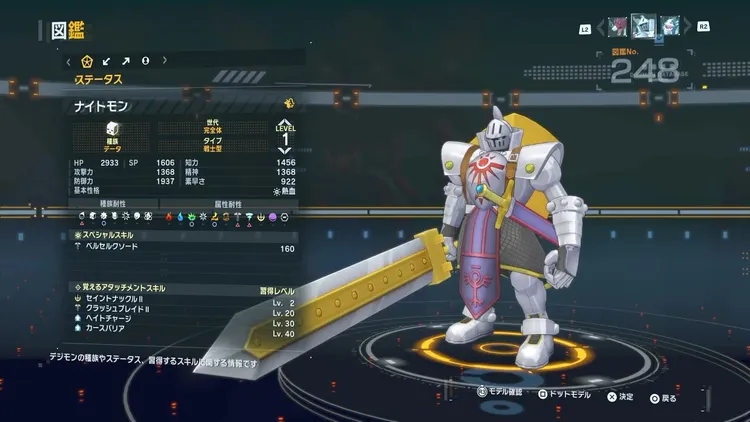 図鑑
L2
R2
図鑑No.
248
ステータス
ナイトモン
種族
データ
世代
完全体
タイプ
戦士型
LEVEL
1
HP 2933 SP 1606 知力 1456
攻撃力 1368 精神 1368
防御力 1937 素早さ 922
基本性格 熱血
種族耐性 属性耐性
スペシャルスキル
ベルセルクソード 160
覚えるアタッチメントスキル 習得レベル
セイントナックルⅡ Lv. 2
クラッシュブレイドⅡ Lv. 20
ヘイトチャージ Lv. 30
カースバリア Lv. 40
デジモンの種族やステータス、習得するスキルに関する情報です
R3 モデル確認 ドットモデル 決定 戻る